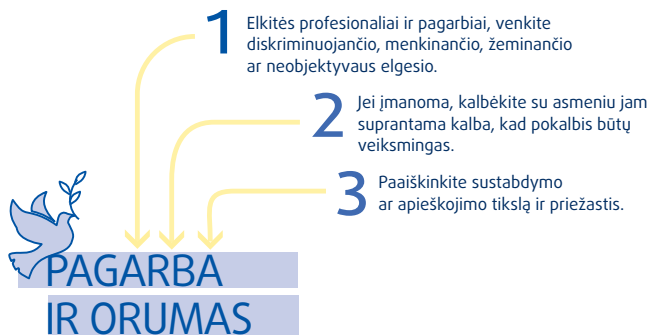 1
Elkitės profesionaliai ir pagarbiai, venkite
diskriminuojančio, menkinančio, žeminančio
ar neobjektyvaus elgesio.
2
Jei įmanoma, kalbėkite su asmeniu jam
suprantama kalba, kad pokalbis būtų
veiksmingas.
3
Paaiškinkite sustabdymo
ar apieškojimo tikslą ir priežastis.
PAGARBA
IR ORUMAS